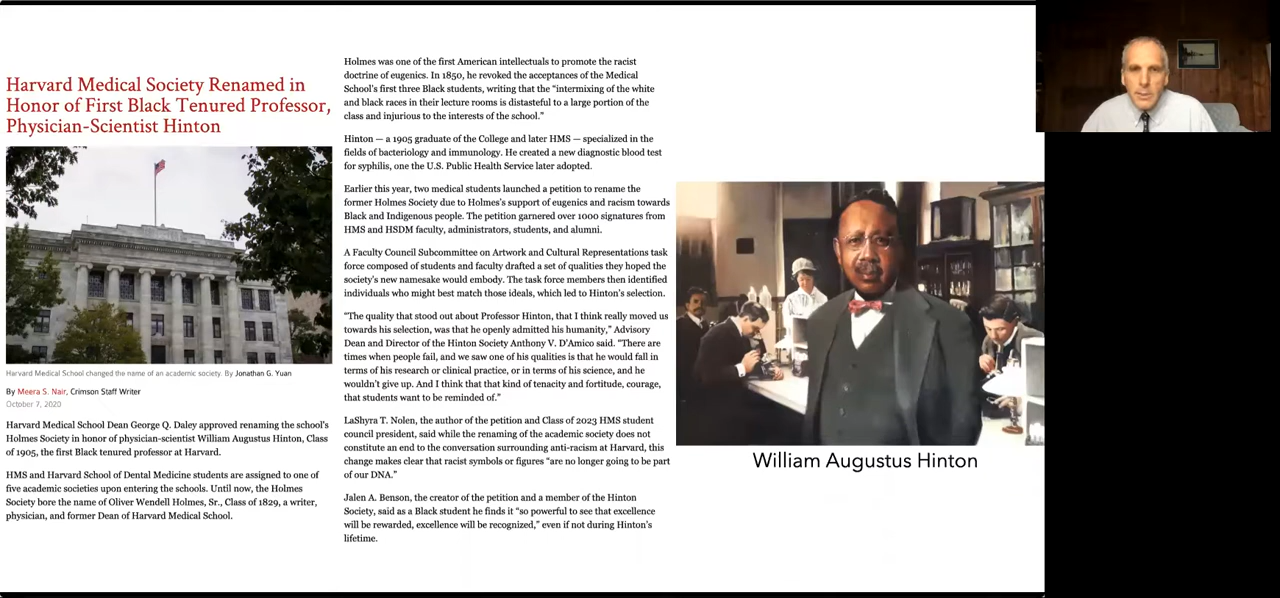 Harvard Medical Society Renamed in
Honor of First Black Tenured Professor,
Physician-Scientist Hinton
Harvard Medical School changed the name of an academic society. By Jonathan G. Yuan
By Meera S. Nair, Crimson Staff Writer
October 7, 2020
Harvard Medical School Dean George Q. Daley approved renaming the school's
Holmes Society in honor of physician-scientist William Augustus Hinton, Class
of 1905, the first Black tenured professor at Harvard.
HMS and Harvard School of Dental Medicine students are assigned to one of
five academic societies upon entering the schools. Until now, the Holmes
Society bore the name of Oliver Wendell Holmes, Sr., Class of 1829, a writer,
physician, and former Dean of Harvard Medical School.
Holmes was one of the first American intellectuals to promote the racist
doctrine of eugenics. In 1850, he revoked the acceptances of the Medical
School's first three Black students, writing that the “intermixing of the white
and black races in their lecture rooms is distasteful to a large portion of the
class and injurious to the interests of the school.”
Hinton — a 1905 graduate of the College and later HMS — specialized in the
fields of bacteriology and immunology. He created a new diagnostic blood test
for syphilis, one the U.S. Public Health Service later adopted.
Earlier this year, two medical students launched a petition to rename the
former Holmes Society due to Holmes's support of eugenics and racism towards
Black and Indigenous people. The petition garnered over 1000 signatures from
HMS and HSDM faculty, administrators, students, and alumni.
A Faculty Council Subcommittee on Artwork and Cultural Representations task
force composed of students and faculty drafted a set of qualities they hoped the
society's new namesake would embody. The task force members then identified
individuals who might best match those ideals, which led to Hinton's selection.
“The quality that stood out about Professor Hinton, that I think really moved us
towards his selection, was that he openly admitted his humanity,” Advisory
Dean and Director of the Hinton Society Anthony V. D'Amico said. “There are
times when people fail, and we saw one of his qualities is that he would fall in
terms of his research or clinical practice, or in terms of his science, and he
wouldn't give up. And I think that that kind of tenacity and fortitude, courage,
that students want to be reminded of.”
LaShyra T. Nolen, the author of the petition and Class of 2023 HMS student
council president, said while the renaming of the academic society does not
constitute an end to the conversation surrounding anti-racism at Harvard, this
change makes clear that racist symbols or figures “are no longer going to be part
of our DNA.”
Jalen A. Benson, the creator of the petition and a member of the Hinton
Society, said as a Black student he finds it “so powerful to see that excellence
will be rewarded, excellence will be recognized,” even if not during Hinton's
lifetime.
William Augustus Hinton